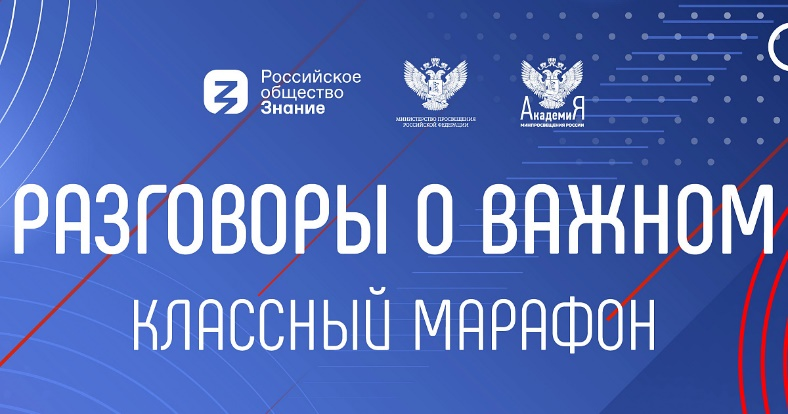 Российское
общество
Знание
МИНИСТЕРСТВО ПРОСВЕЩЕНИЯ
РОССИЙСКОЙ ФЕДЕРАЦИИ
АкадемиЯ
МИНПРОСВЕЩЕНИЯ РОССИИ
РАЗГОВОРЫ О ВАЖНОМ
КЛАССНЫЙ МАРАФОН